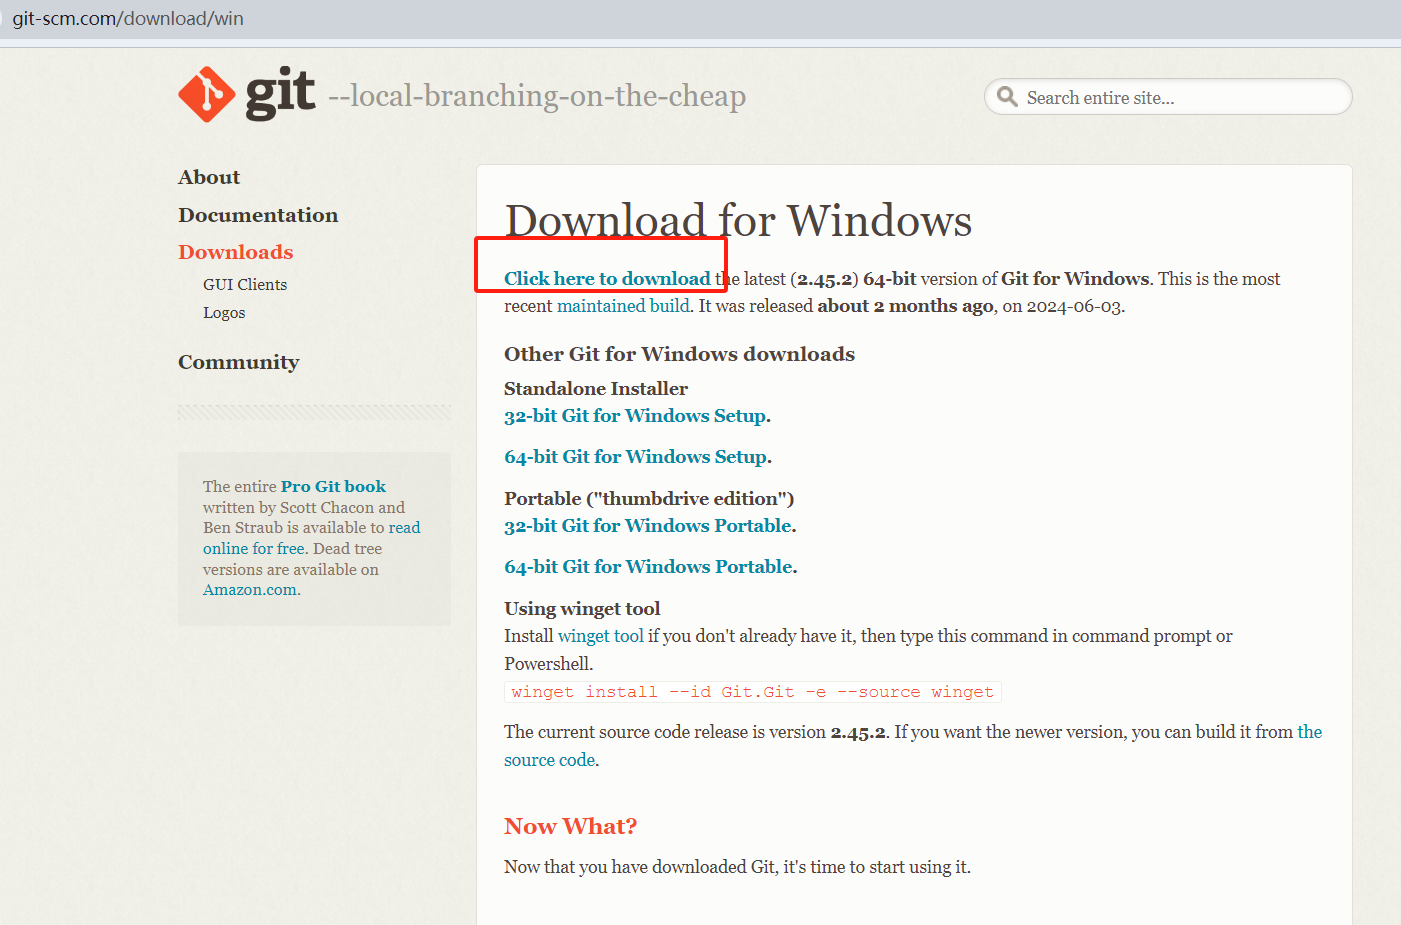 git-scm.com/download/win
git --local-branching-on-the-cheap
Search entire site...
About
Documentation
Downloads
GUI Clients
Logos
Community
The entire Pro Git book
written by Scott Chacon and
Ben Straub is available to read
online for free. Dead tree
versions are available on
Amazon.com.
Download for Windows
Click here to download the latest (2.45.2) 64-bit version of Git for Windows. This is the most
recent maintained build. It was released about 2 months ago, on 2024-06-03.
Other Git for Windows downloads
Standalone Installer
32-bit Git for Windows Setup.
64-bit Git for Windows Setup.
Portable ("thumbdrive edition")
32-bit Git for Windows Portable.
64-bit Git for Windows Portable.
Using winget tool
Install winget tool if you don't already have it, then type this command in command prompt or
Powershell.
winget install --id Git.Git -e --source winget
The current source code release is version 2.45.2. If you want the newer version, you can build it from the
source code.
Now What?
Now that you have downloaded Git, it's time to start using it.